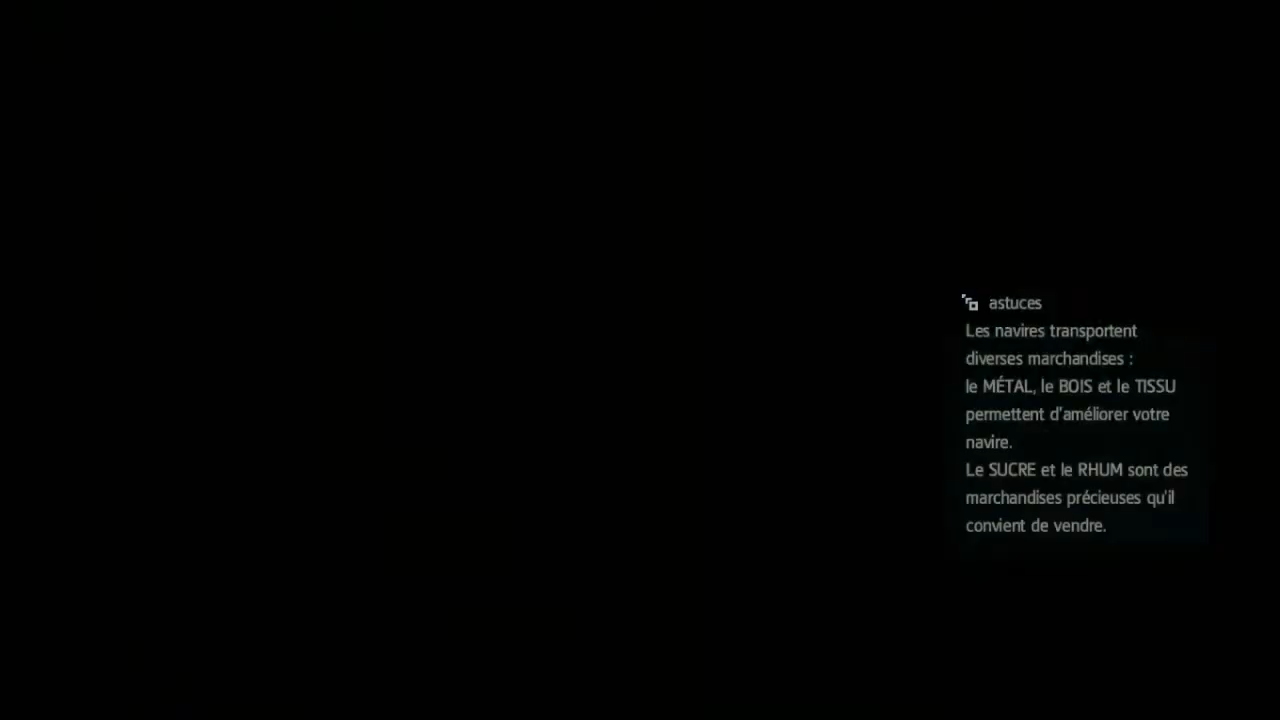 astuces
Les navires transportent
diverses marchandises :
le MÉTAL, le BOIS et le TISSU
permettent d'améliorer votre
navire.
Le SUCRE et le RHUM sont des
marchandises précieuses qu'il
convient de vendre.